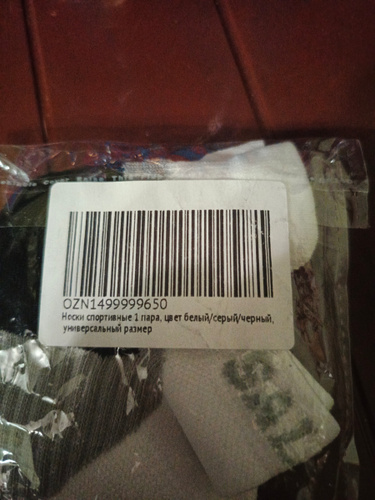 OZN1499999650
Носки спортивные 1 пара, цвет белый/серый/черный,
универсальный размер